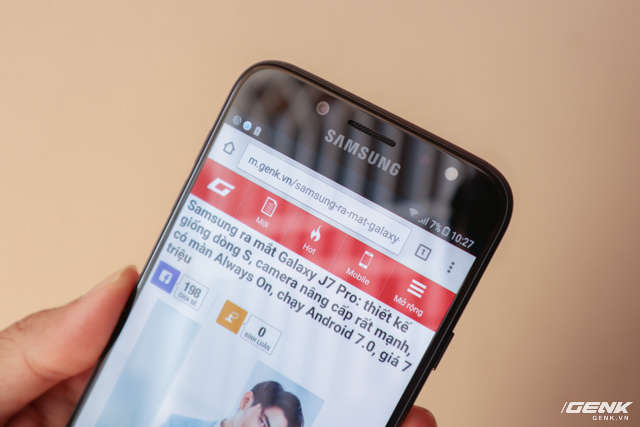 SAMSUNG
7% 10:27
m.genk.vn/samsung-ra-mat-galaxy-
1
Mới
Hot
Mobile
Mở rộng
Samsung ra mắt Galaxy J7 Pro: thiết kế
giống dòng S, camera nâng cấp rất mạnh,
có màn Always On, chạy Android 7.0, giá 7
triệu
198
CHIA SẺ
0
BÌNH LUẬN
GENK
GENK.VN